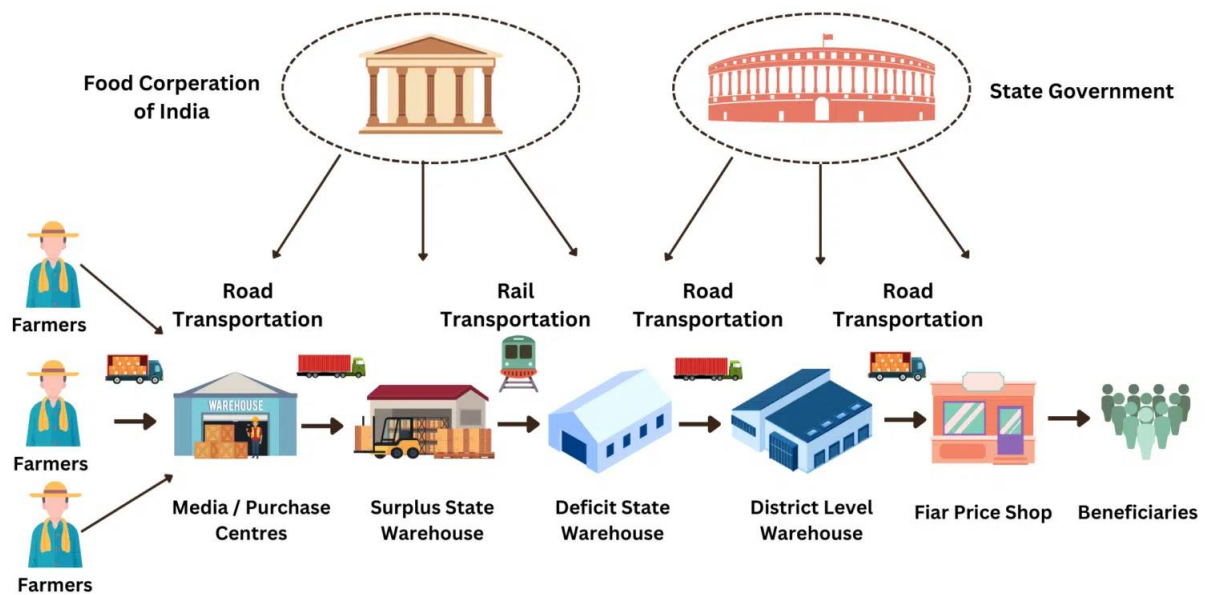 Food Corperation
of India
State Government
Farmers
Road
Transportation
Rail
Transportation
Road
Transportation
Road
Transportation
Farmers
WAREHOUSE
Farmers
Media / Purchase
Centres
Surplus State
Warehouse
Deficit State
Warehouse
District Level
Warehouse
Fiar Price Shop
Beneficiaries